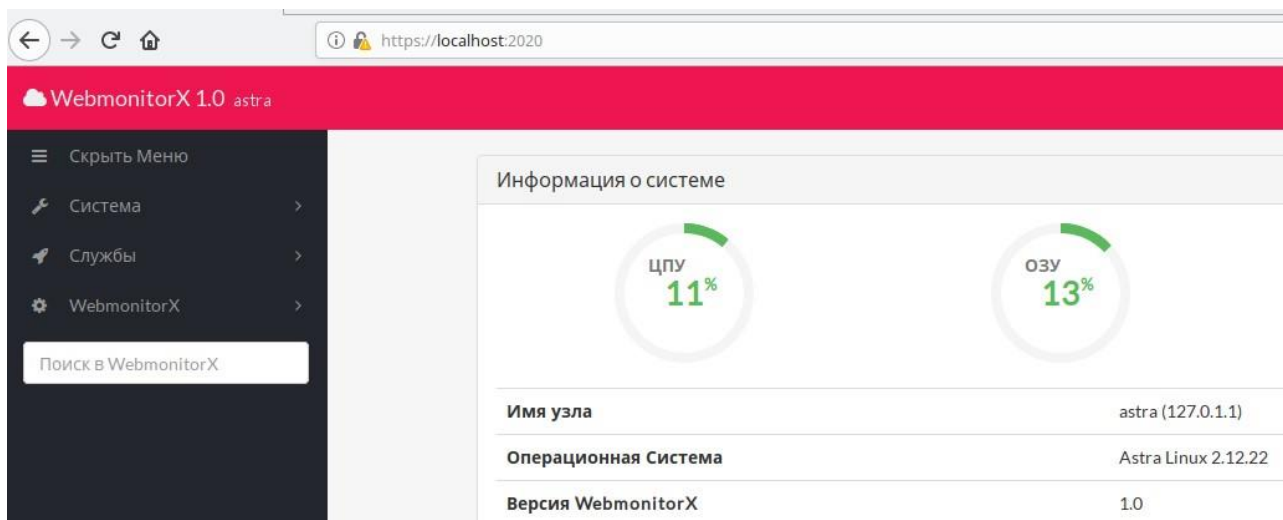 https://localhost:2020
WebmonitorX 1.0 astra
Скрыть Меню
Система
Службы
WebmonitorX
Поиск в WebmonitorX
Информация о системе
ЦПУ
11%
ОЗУ
13%
Имя узла astra (127.0.1.1)
Операционная Система Astra Linux 2.12.22
Версия WebmonitorX 1.0